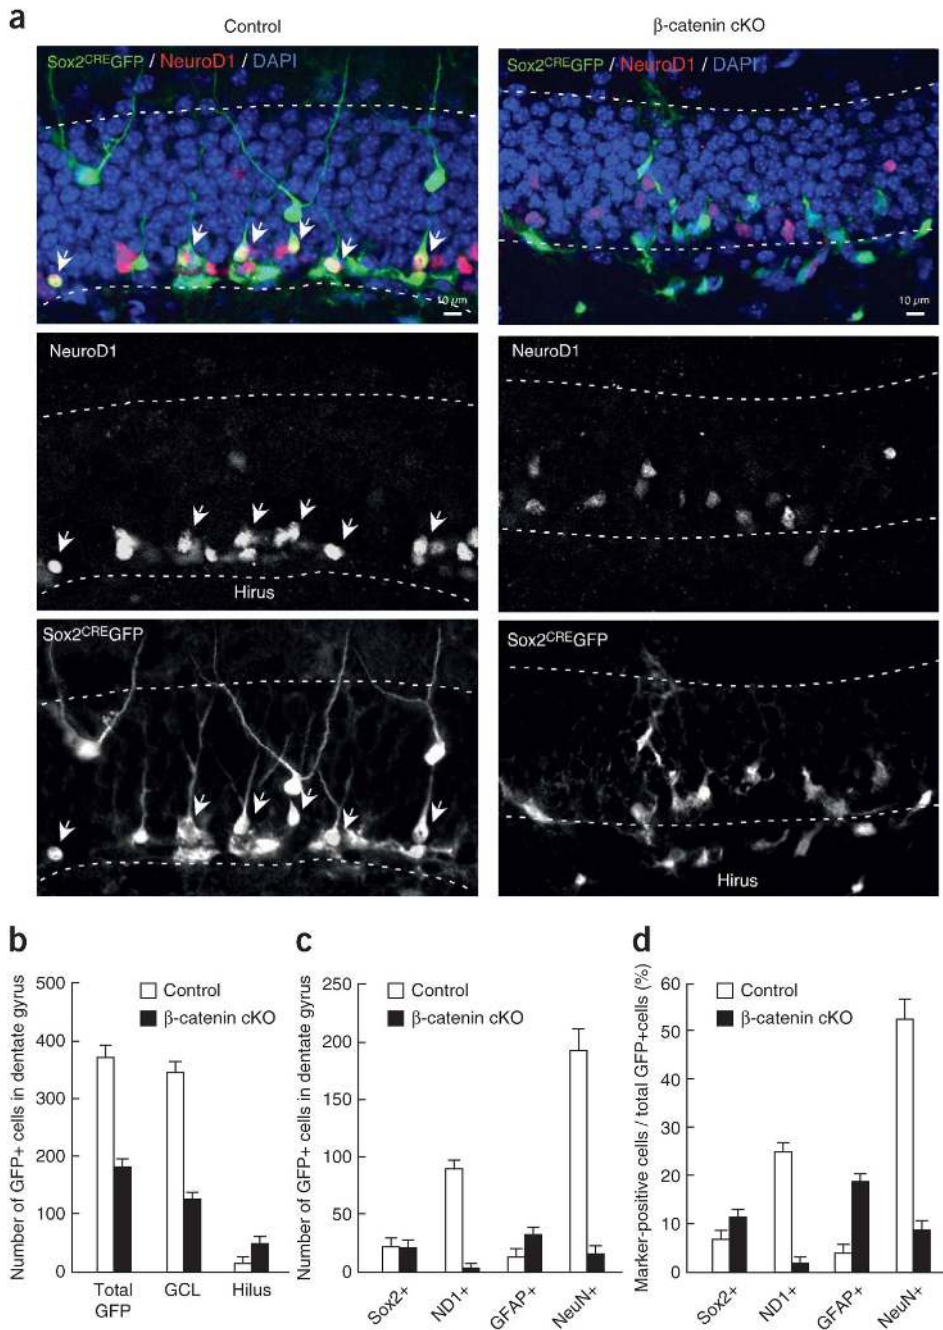 a
Control
β-catenin cKO
Sox2CREGFP / NeuroD1 / DAPI
Sox2CREGFP / NeuroD1 / DAPI
10 µm
10 µm
NeuroD1
NeuroD1
Hirus
Sox2CREGFP
Sox2CREGFP
Hirus
b
Number of GFP+ cells in dentate gyrus
500
400
300
200
100
0
Control
β-catenin cKO
Total GFP
GCL
Hilus
c
Number of GFP+ cells in dentate gyrus
250
200
150
100
50
0
Control
β-catenin cKO
Sox2+
ND1+
GFAP+
NeuN+
d
Marker-positive cells / total GFP+cells (%)
60
50
40
30
20
10
0
Control
β-catenin cKO
Sox2+
ND1+
GFAP+
NeuN+